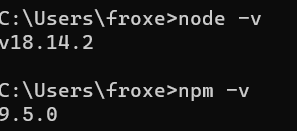 C:\Users\froxe>node -v
v18.14.2
C:\Users\froxe>npm -v
9.5.0